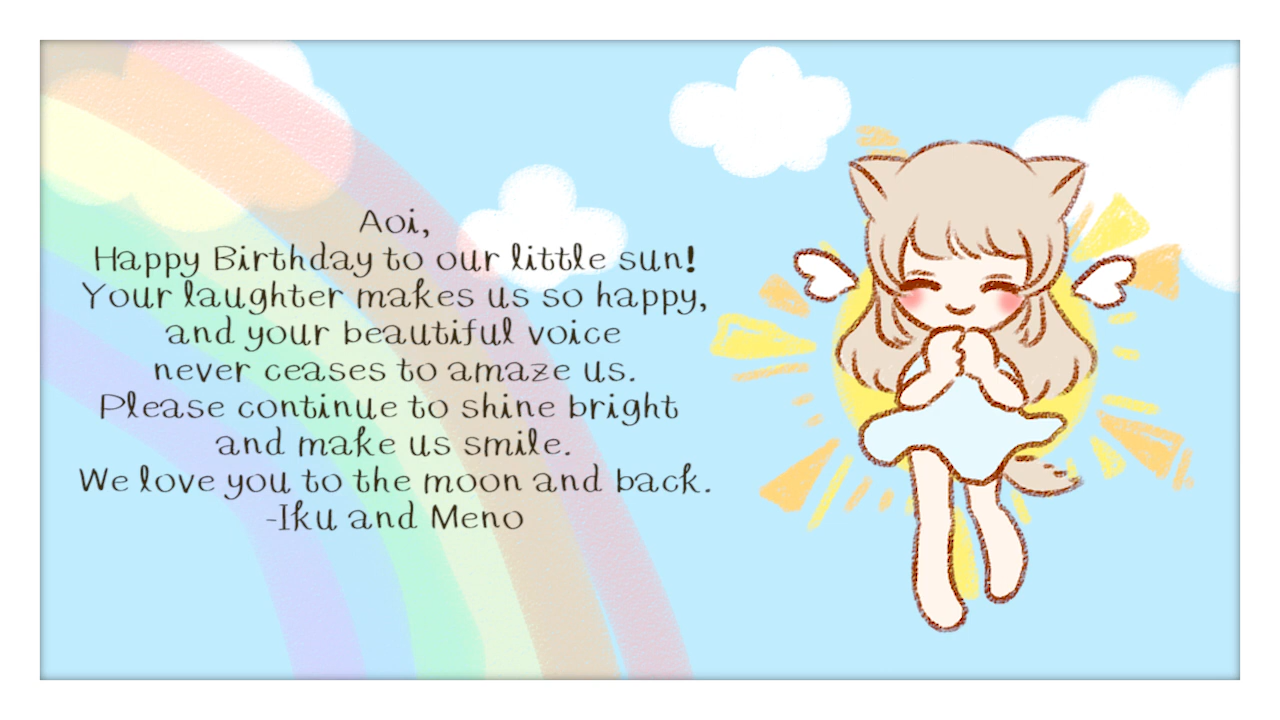 Aoi,
Happy Birthday to our little sun!
Your laughter makes us so happy,
and your beautiful voice
never ceases to amaze us.
Please continue to shine bright
and make us smile.
We love you to the moon and back.
-Iku and Meno